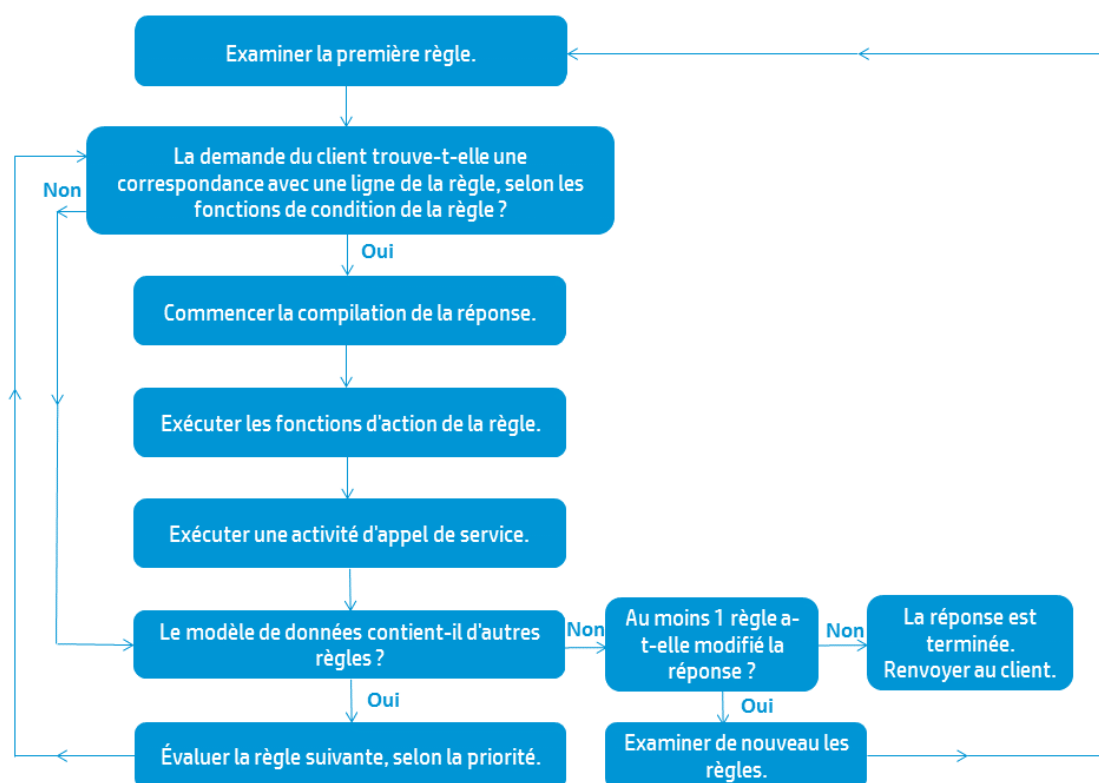 Examiner la première règle.
La demande du client trouve-t-elle une
correspondance avec une ligne de la règle, selon les
fonctions de condition de la règle ?
Non
Oui
Commencer la compilation de la réponse.
Exécuter les fonctions d'action de la règle.
Exécuter une activité d'appel de service.
Le modèle de données contient-il d'autres
règles ?
Non
Au moins 1 règle a-
t-elle modifié la
réponse ?
Non
La réponse est
terminée.
Renvoyer au client.
Oui
Oui
Évaluer la règle suivante, selon la priorité.
Examiner de nouveau les
règles.